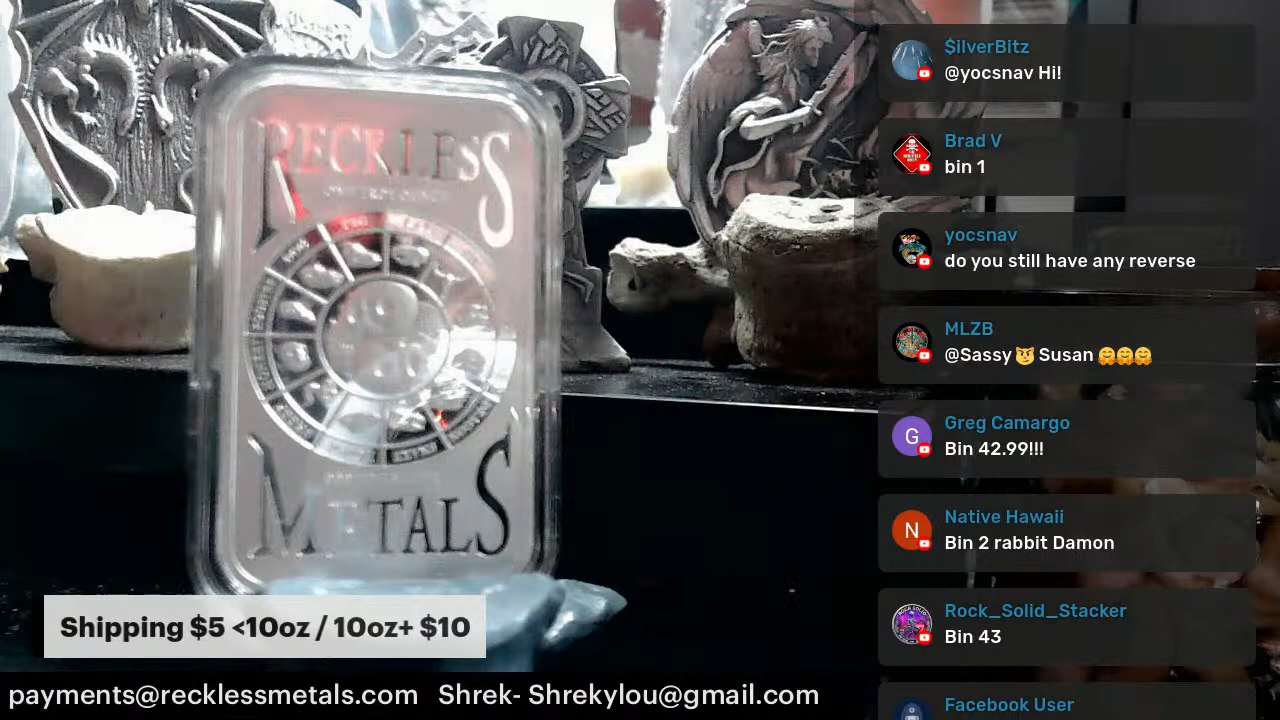 RECKLESS
METALS
Shipping $5 <10oz / 10oz+ $10
payments@recklessmetals.com Shrek- Shrekylou@gmail.com
$ilverBitz
@yocsnav Hi!
Brad V
bin 1
yocsnav
do you still have any reverse
MLZB
@Sassy 😼 Susan 🤗🤗🤗
G
Greg Camargo
Bin 42.99!!!
N
Native Hawaii
Bin 2 rabbit Damon
Rock_Solid_Stacker
Bin 43
Facebook User